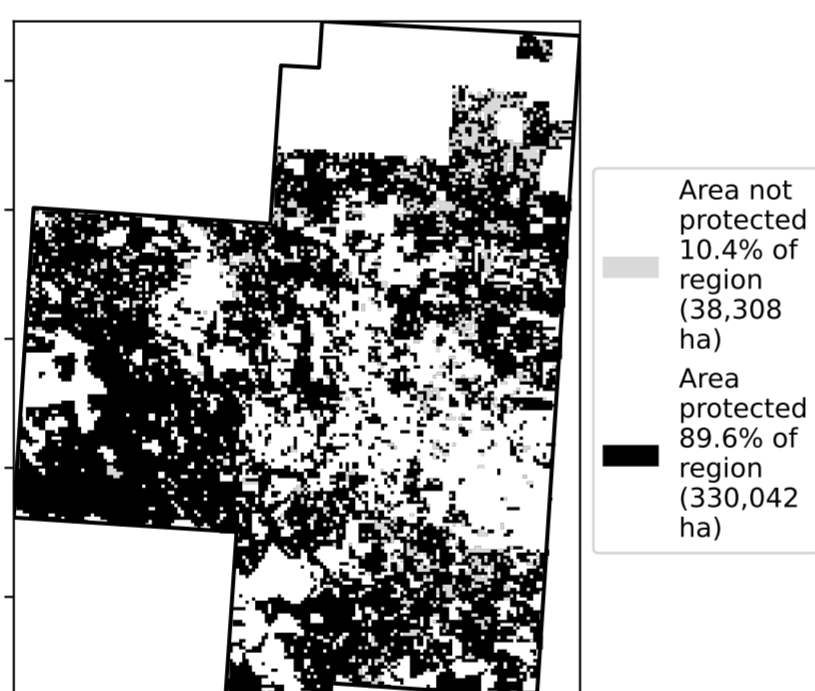 Area not
protected
10.4% of
region
(38,308
ha)
Area
protected
89.6% of
region
(330,042
ha)